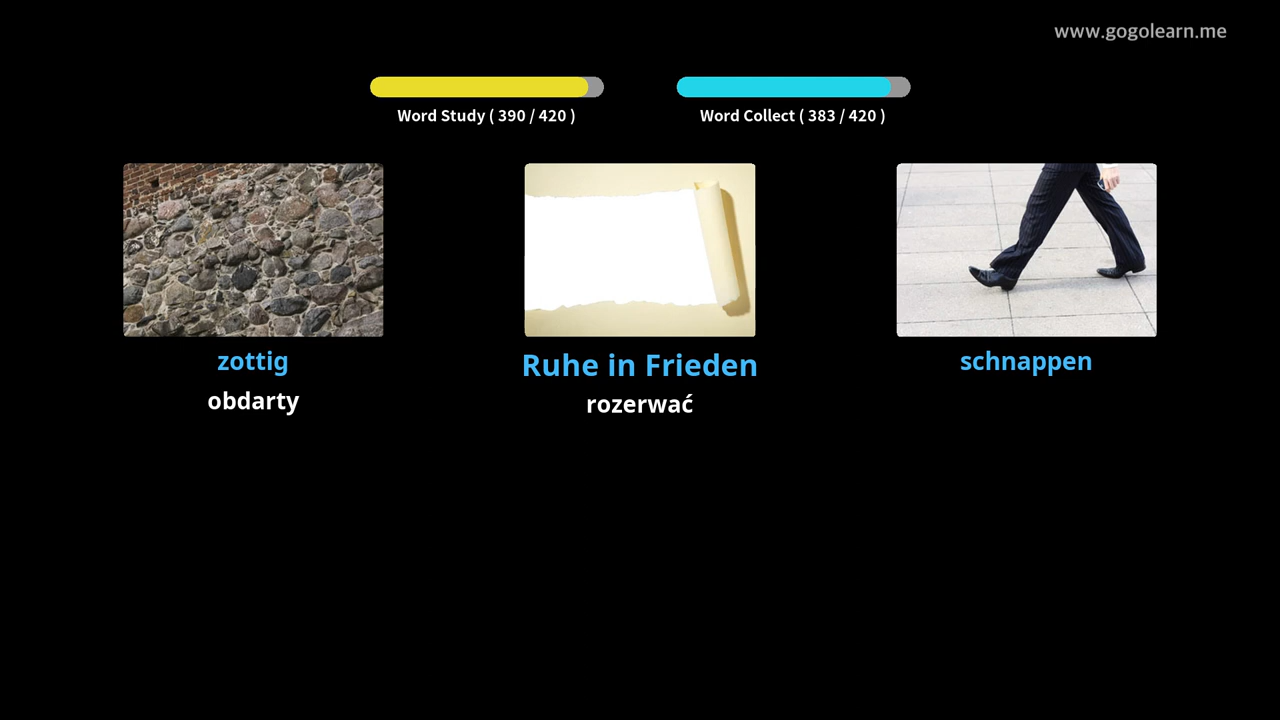 www.gogolearn.me
Word Study ( 390 / 420 )
Word Collect ( 383 / 420 )
zottig
Ruhe in Frieden
schnappen
obdarty
rozerwać